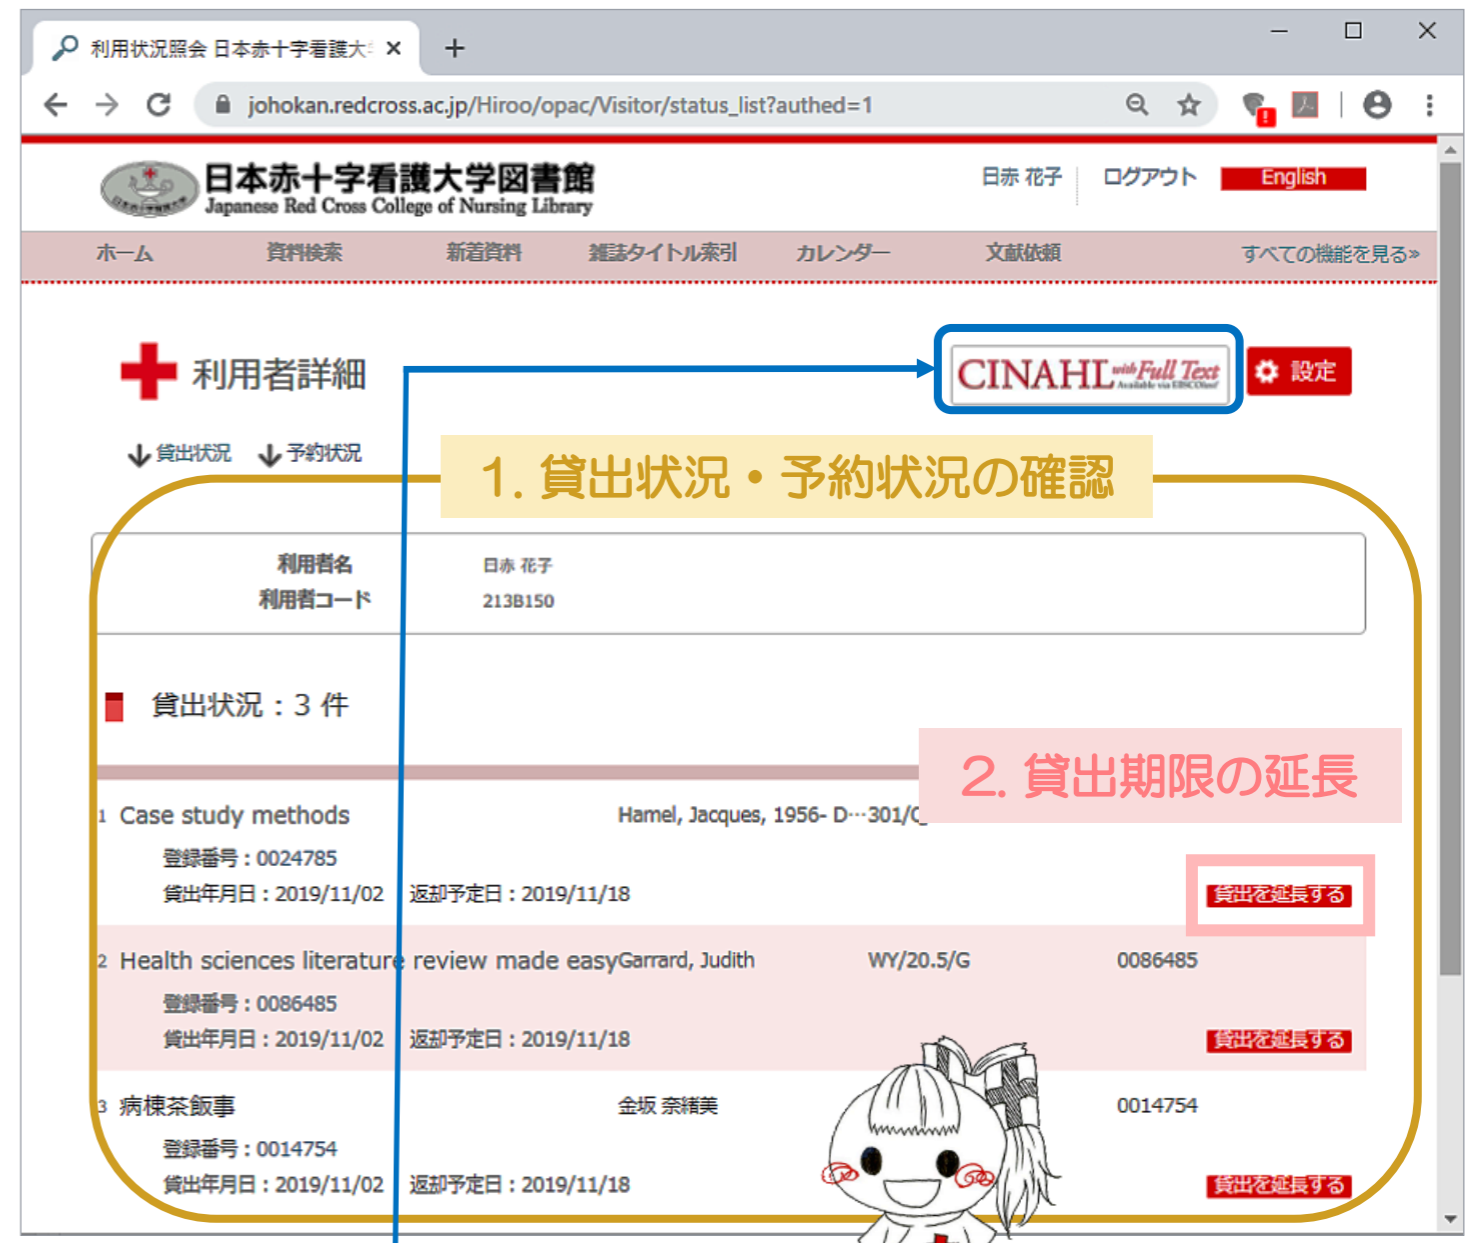 利用状況照会 日本赤十字看護大
johokan.redcross.ac.jp/Hiroo/opac/Visitor/status_list?authed=1
日本赤十字看護大学図書館
Japanese Red Cross College of Nursing Library
日赤 花子 ログアウト English
ホーム 資料検索 新着資料 雑誌タイトル索引 カレンダー 文献依頼 すべての機能を見る»
利用者詳細
CINAHL with Full Text
Available via EBSCOhost
設定
貸出状況 予約状況
1. 貸出状況・予約状況の確認
利用者名 日赤 花子
利用者コード 213B150
貸出状況：3 件
2. 貸出期限の延長
1 Case study methods Hamel, Jacques, 1956- D…301/
登録番号：0024785
貸出年月日：2019/11/02 返却予定日：2019/11/18 貸出を延長する
2 Health sciences literature review made easy Garrard, Judith WY/20.5/G 0086485
登録番号：0086485
貸出年月日：2019/11/02 返却予定日：2019/11/18 貸出を延長する
3 病棟茶飯事 金坂 奈緒美 0014754
登録番号：0014754
貸出年月日：2019/11/02 返却予定日：2019/11/18 貸出を延長する